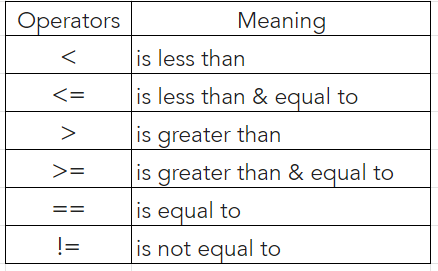 Operators Meaning
< is less than
<= is less than & equal to
> is greater than
>= is greater than & equal to
== is equal to
!= is not equal to